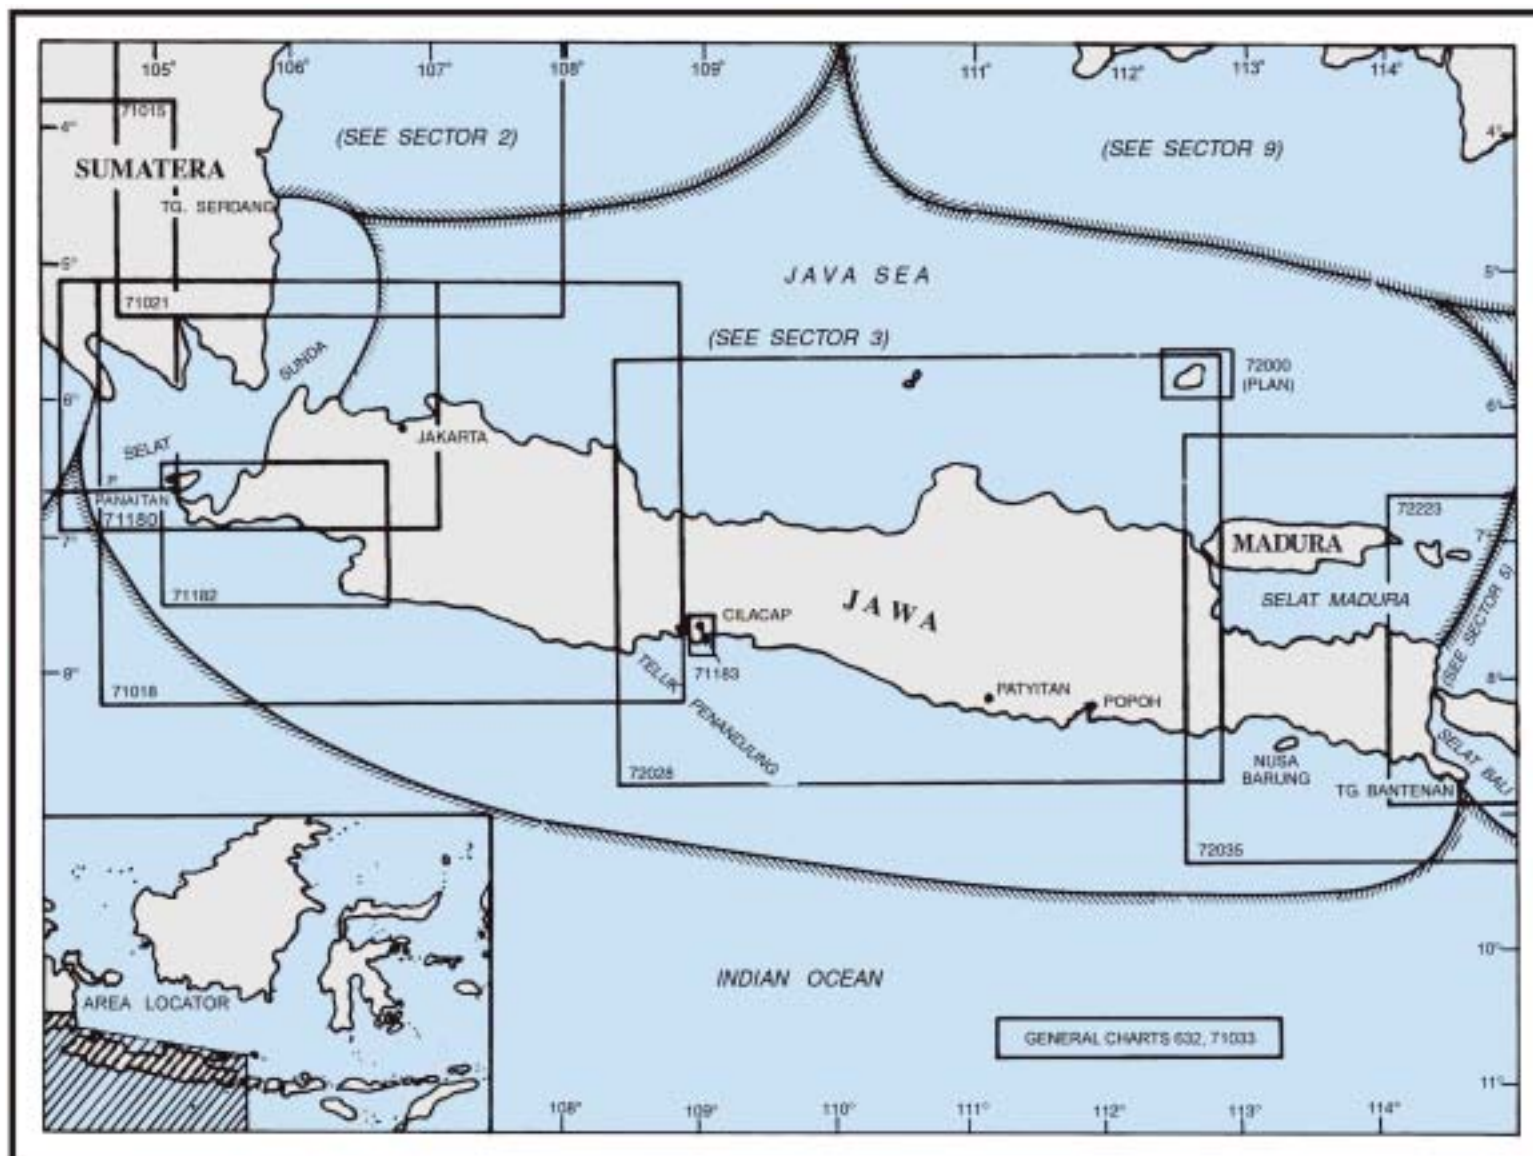 105°
106°
107°
108°
109°
111°
112°
113°
114°
71015
4°
(SEE SECTOR 2)
(SEE SECTOR 9)
4°
SUMATERA
TG. SERDANG
5°
JAVA SEA
5°
71021
SUNDA
(SEE SECTOR 3)
72000
(PLAN)
6°
6°
SELAT
JAKARTA
P.
PANAITAN
71180
72223
7°
MADURA
7°
71182
JAWA
SELAT MADURA
(SEE SECTOR 5)
CILACAP
8°
71183
71018
TELUK PENANDJUNG
PATYITAN
POPOH
8°
72028
NUSA
BARUNG
SELAT BALI
TG. BANTENAN
72035
AREA LOCATOR
INDIAN OCEAN
10°
GENERAL CHARTS 632, 71033
11°
108°
109°
110°
111°
112°
113°
114°